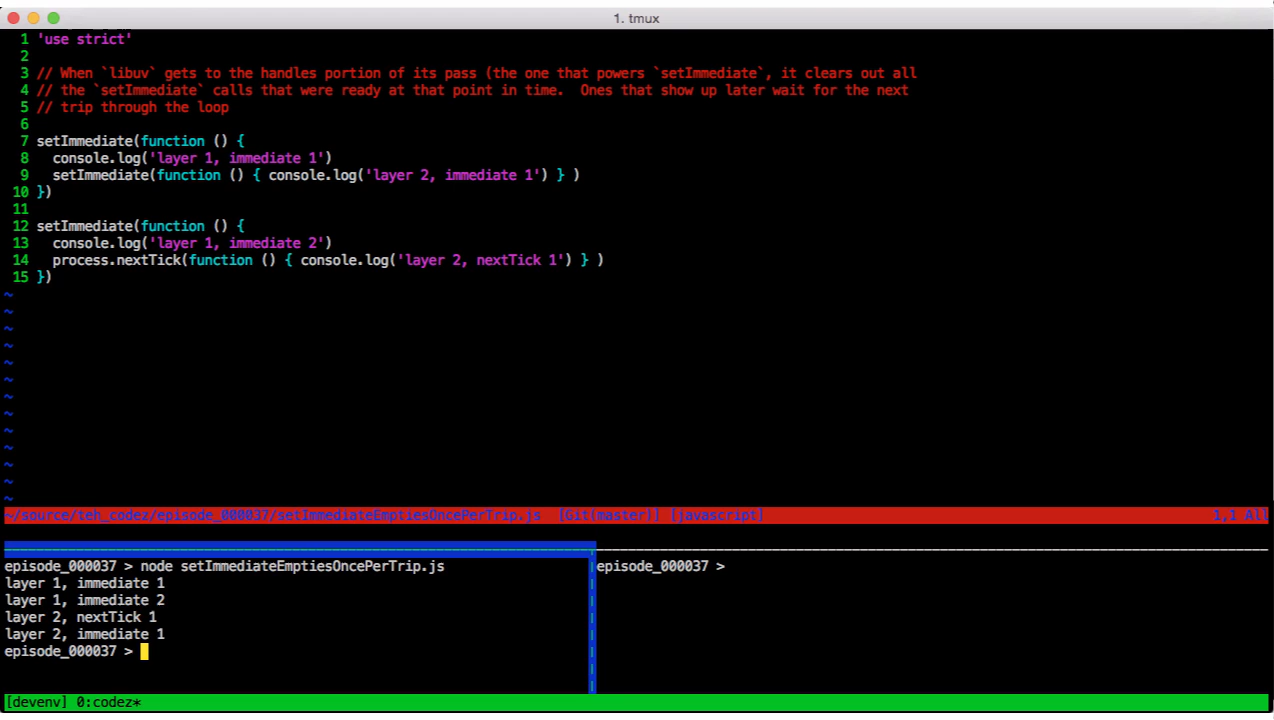 1. tmux
1 'use strict'
2
3 // When `libuv` gets to the handles portion of its pass (the one that powers `setImmediate`, it clears out all
4 // the `setImmediate` calls that were ready at that point in time.  Ones that show up later wait for the next
5 // trip through the loop
6
7 setImmediate(function () {
8   console.log('layer 1, immediate 1')
9   setImmediate(function () { console.log('layer 2, immediate 1') } )
10 })
11
12 setImmediate(function () {
13   console.log('layer 1, immediate 2')
14   process.nextTick(function () { console.log('layer 2, nextTick 1') } )
15 })
~
~
~
~
~
~
~
~
~
~
~
~
~
~/source/teh_codez/episode_000037/setImmediateEmptiesOncePerTrip.js  [Git(master)] [javascript] 1,1 All
episode_000037 > node setImmediateEmptiesOncePerTrip.js
layer 1, immediate 1
layer 1, immediate 2
layer 2, nextTick 1
layer 2, immediate 1
episode_000037 >
episode_000037 >
[devenv] 0:codez*